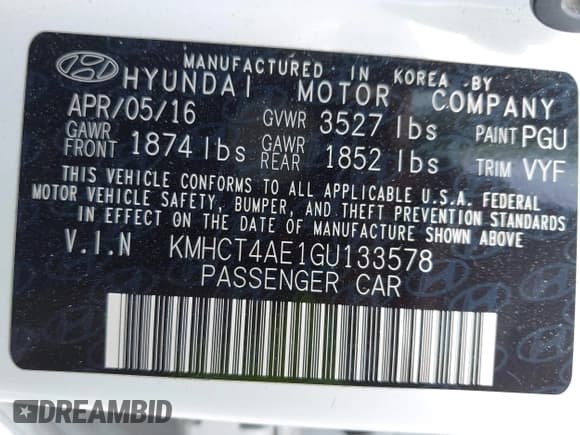 MANUFACTURED IN KOREA BY
HYUNDAI MOTOR COMPANY
APR/05/16 GVWR 3527 lbs PAINT PGU
GAWR FRONT 1874 lbs GAWR REAR 1852 lbs TRIM VYF
THIS VEHICLE CONFORMS TO ALL APPLICABLE U.S.A. FEDERAL
MOTOR VEHICLE SAFETY, BUMPER, AND THEFT PREVENTION STANDARDS
IN EFFECT ON THE DATE OF MANUFACTURE SHOWN ABOVE
V.I.N KMHCT4AE1GU133578
PASSENGER CAR
DREAMBID